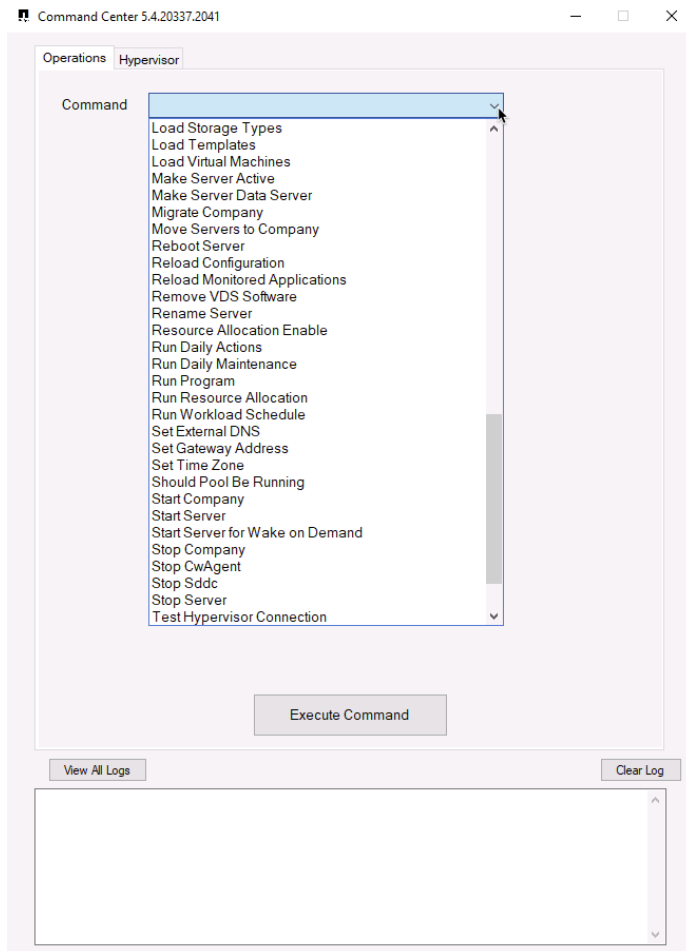 Command Center 5.4.20337.2041
Operations Hypervisor
Command
Load Storage Types
Load Templates
Load Virtual Machines
Make Server Active
Make Server Data Server
Migrate Company
Move Servers to Company
Reboot Server
Reload Configuration
Reload Monitored Applications
Remove VDS Software
Rename Server
Resource Allocation Enable
Run Daily Actions
Run Daily Maintenance
Run Program
Run Resource Allocation
Run Workload Schedule
Set External DNS
Set Gateway Address
Set Time Zone
Should Pool Be Running
Start Company
Start Server
Start Server for Wake on Demand
Stop Company
Stop CwAgent
Stop Sddc
Stop Server
Test Hypervisor Connection
Execute Command
View All Logs Clear Log